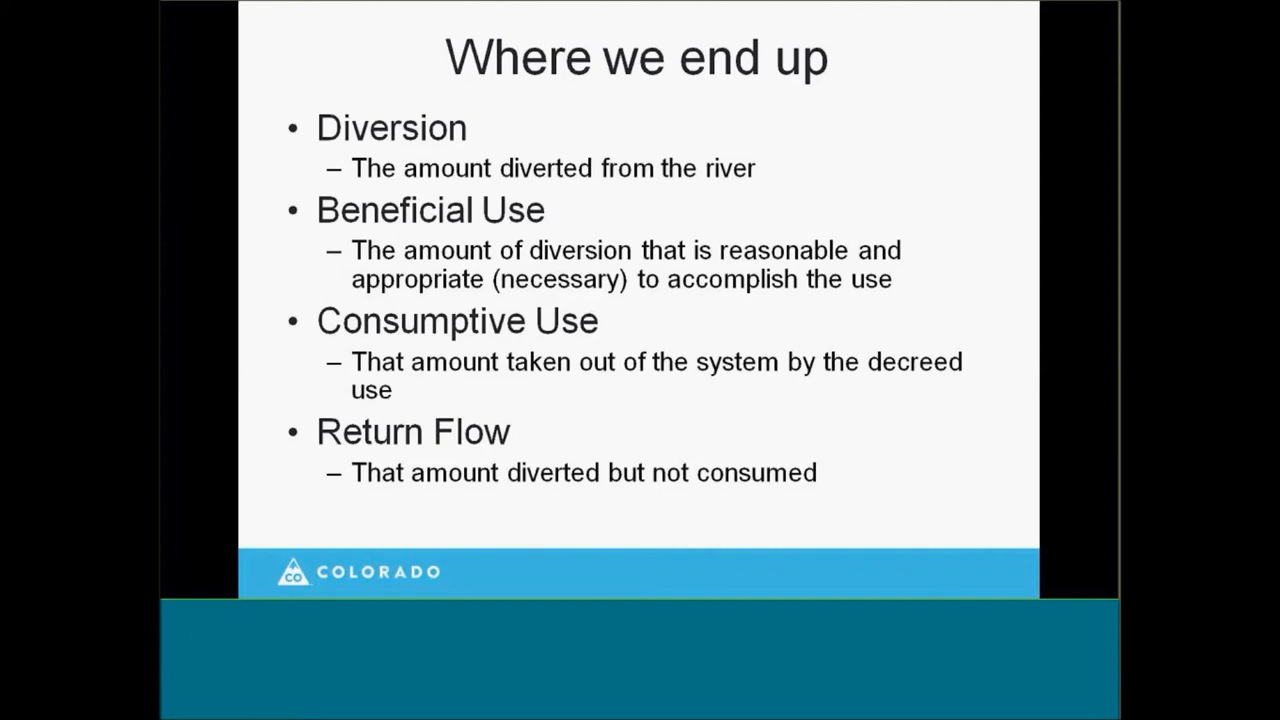 Where we end up
• Diversion
– The amount diverted from the river
• Beneficial Use
– The amount of diversion that is reasonable and
appropriate (necessary) to accomplish the use
• Consumptive Use
– That amount taken out of the system by the decreed
use
• Return Flow
– That amount diverted but not consumed
CO COLORADO